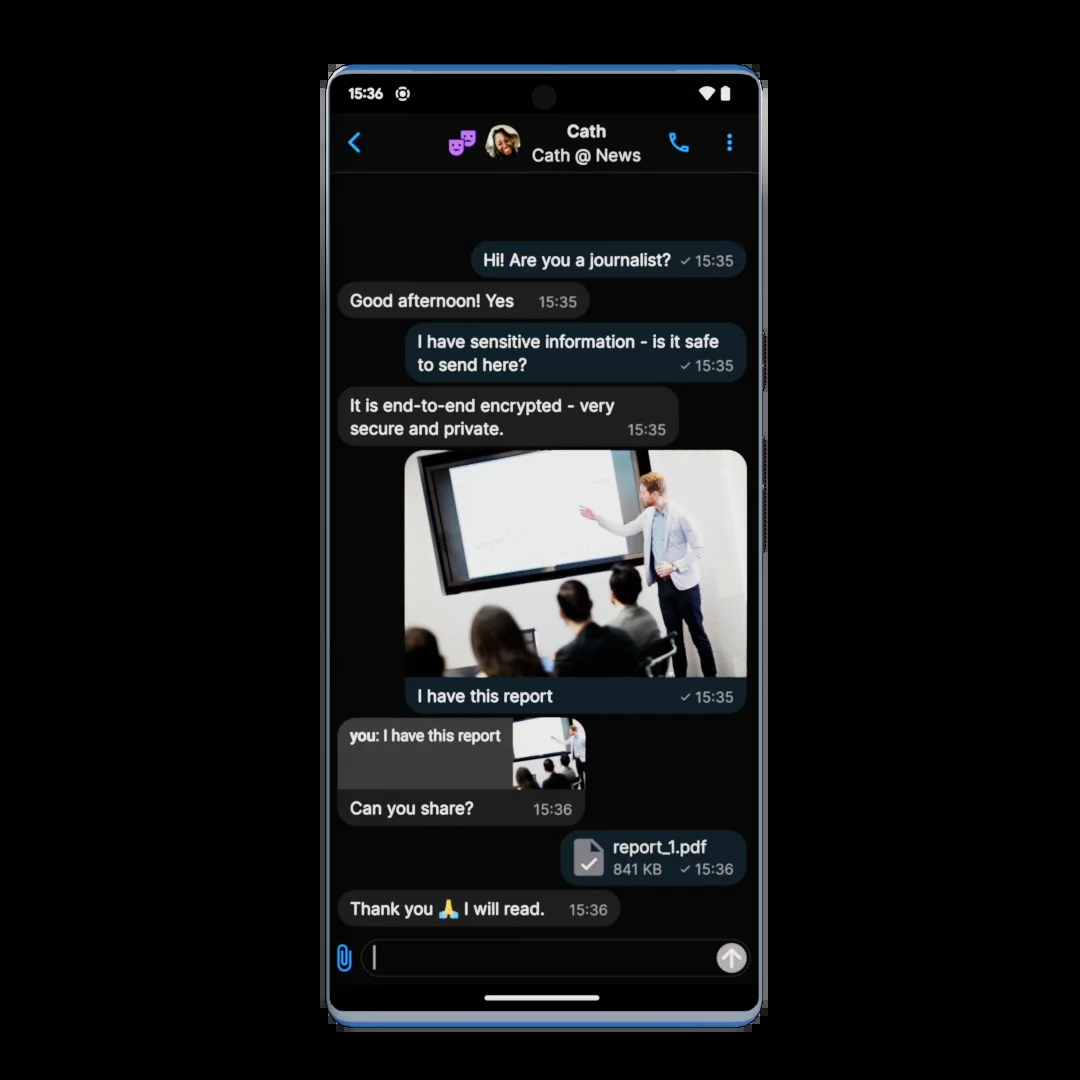 15:36
Cath
Cath @ News
Hi! Are you a journalist? 15:35
Good afternoon! Yes 15:35
I have sensitive information - is it safe
to send here? 15:35
It is end-to-end encrypted - very
secure and private. 15:35
I have this report 15:35
you: I have this report
Can you share? 15:36
report_1.pdf
841 KB 15:36
Thank you 🙏 I will read. 15:36